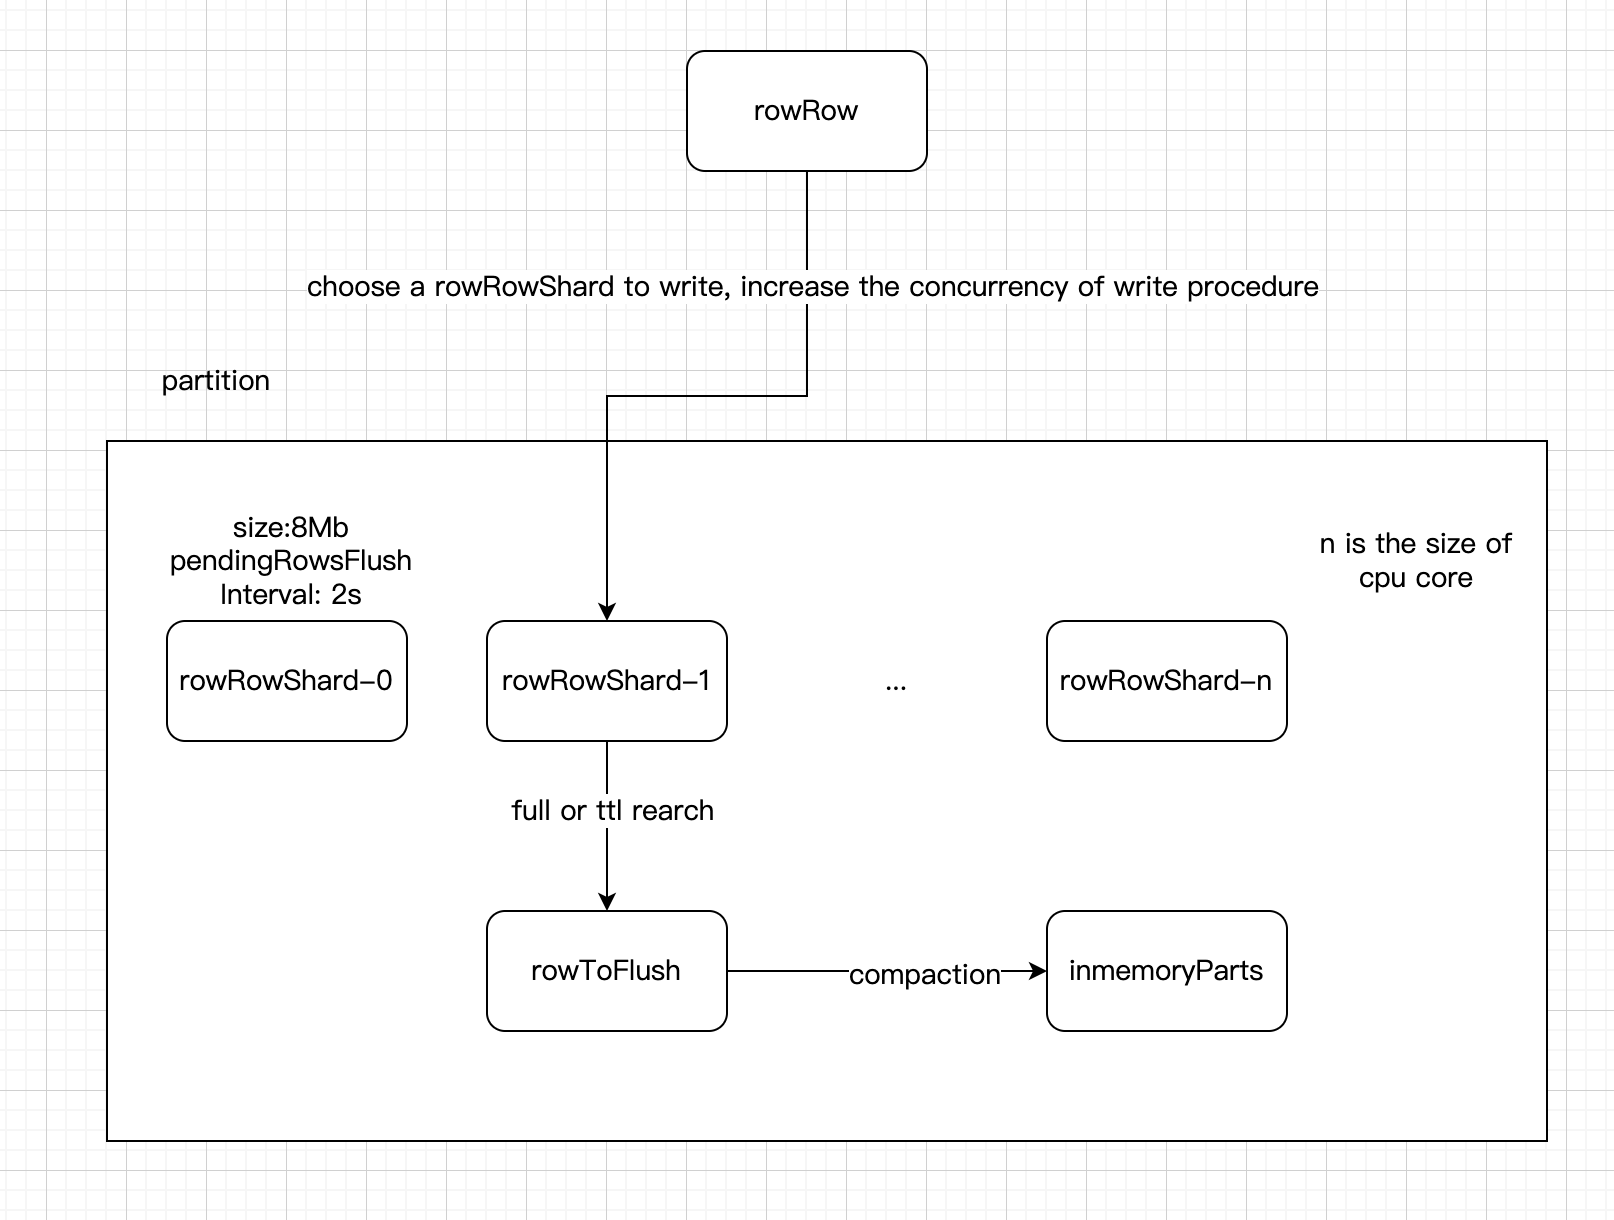 rowRow
choose a rowRowShard to write, increase the concurrency of write procedure
partition
size:8Mb
pendingRowsFlush
Interval: 2s
n is the size of
cpu core
rowRowShard-0
rowRowShard-1
...
rowRowShard-n
full or ttl rearch
rowToFlush
compaction
inmemoryParts